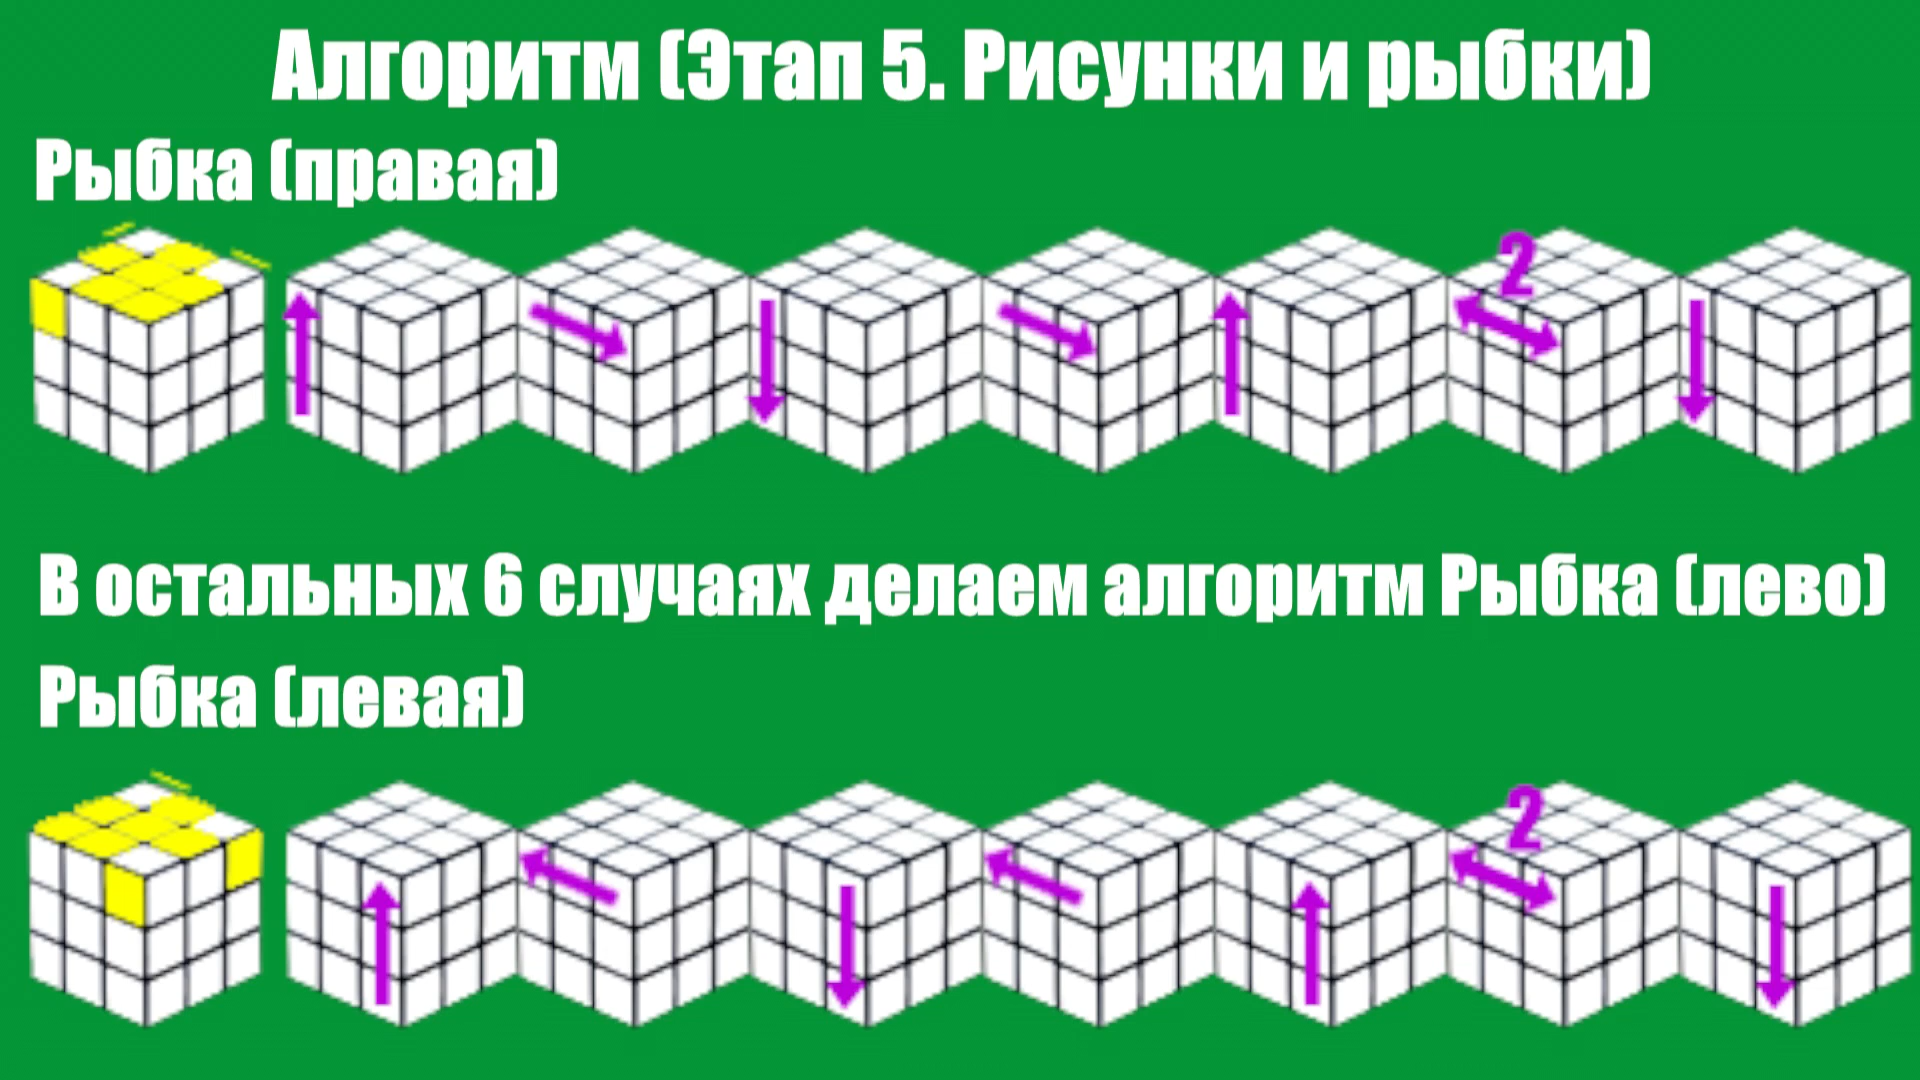 Алгоритм (Этап 5. Рисунки и рыбки)
Рыбка (правая)
2
В остальных 6 случаях делаем алгоритм Рыбка (лево)
Рыбка (левая)
2